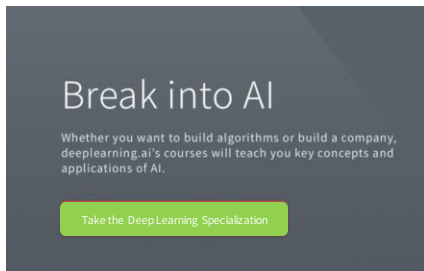 Break into AI
Whether you want to build algorithms or build a company,
deeplearning.ai's courses will teach you key concepts and
applications of AI.
Take the Deep Learning Specialization